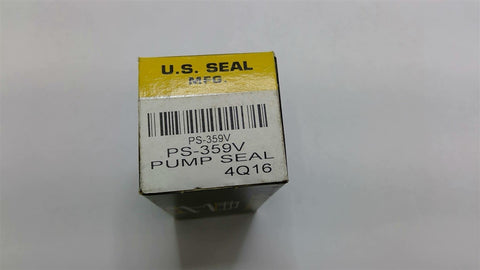 U.S. SEAL
MFG.
PS-359V
PS-359V
PUMP SEAL
4Q16